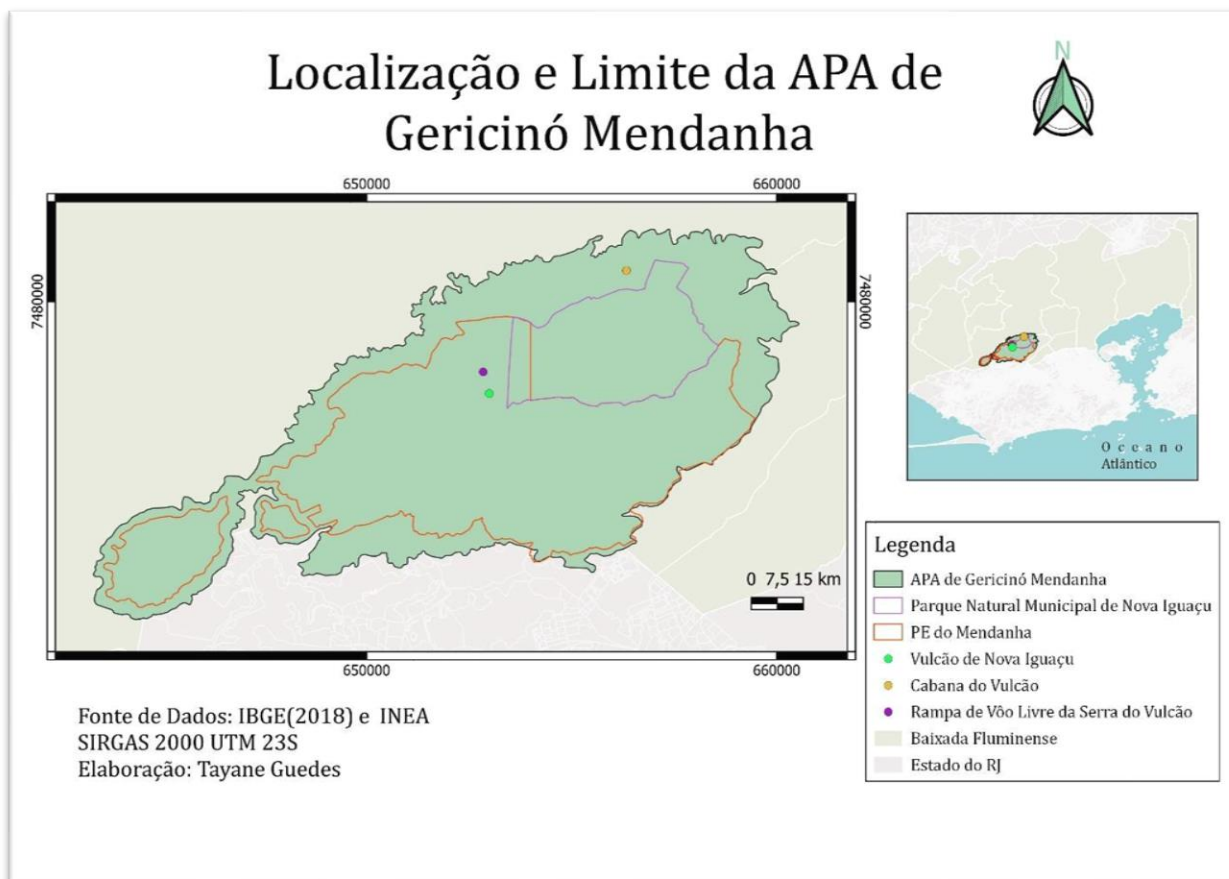 Localização e Limite da APA de
Gericinó Mendanha
N
650000
660000
7480000
7480000
650000
660000
0 7,5 15 km
Oceano
Atlântico
Legenda
APA de Gericinó Mendanha
Parque Natural Municipal de Nova Iguaçu
PE do Mendanha
Vulcão de Nova Iguaçu
Cabana do Vulcão
Rampa de Vôo Livre da Serra do Vulcão
Baixada Fluminense
Estado do RJ
Fonte de Dados: IBGE(2018) e INEA
SIRGAS 2000 UTM 23S
Elaboração: Tayane Guedes